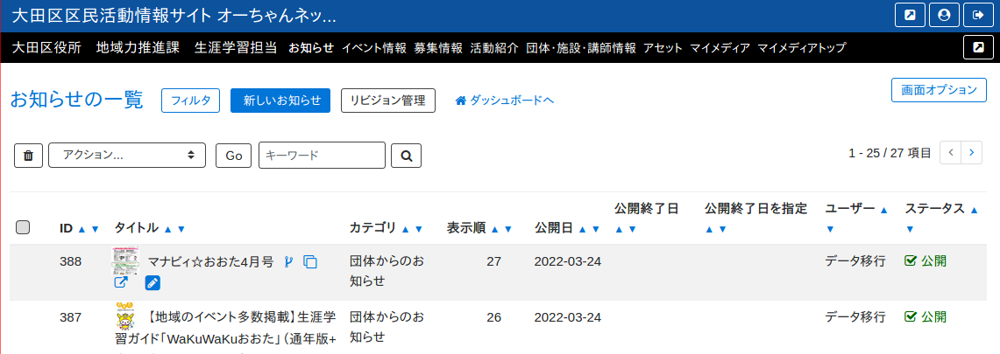 大田区区民活動情報サイト オーちゃんネッ...
大田区役所 地域力推進課 生涯学習担当 お知らせ イベント情報 募集情報 活動紹介 団体・施設・講師情報 アセット マイメディア マイメディアトップ
お知らせの一覧 フィルタ 新しいお知らせ リビジョン管理 ダッシュボードへ 画面オプション
アクション... Go キーワード 1 - 25 / 27 項目
ID ▲ ▼ タイトル ▲ ▼ カテゴリ ▲ ▼ 表示順 ▲ ▼ 公開日 ▲ ▼ 公開終了日 ▲ ▼ 公開終了日を指定 ▲ ▼ ユーザー ▲ ▼ ステータス ▲ ▼
388 マナビィ☆おおた4月号 団体からのお 27 2022-03-24 データ移行 公開
知らせ
387 【地域のイベント多数掲載】生涯学 団体からのお 26 2022-03-24 データ移行 公開
習ガイド「WaKuWaKuおおた」（通年版+ 知らせ